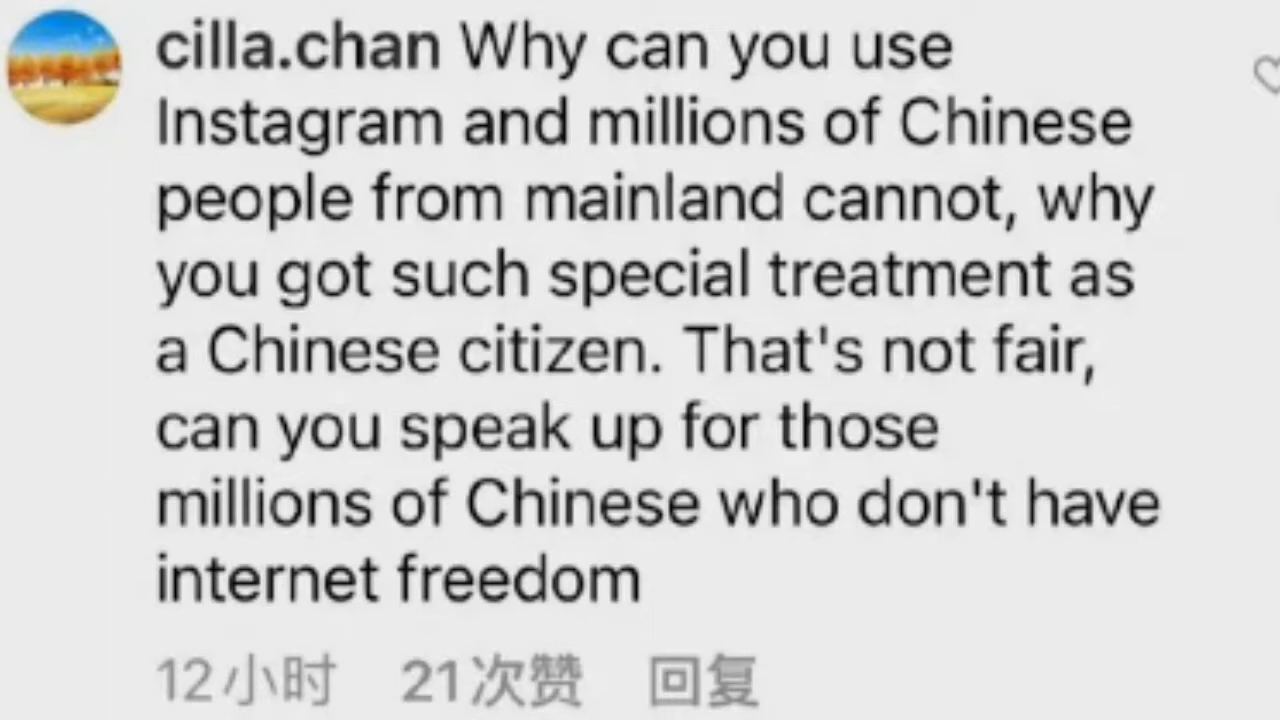 cilla.chan Why can you use
Instagram and millions of Chinese
people from mainland cannot, why
you got such special treatment as
a Chinese citizen. That's not fair,
can you speak up for those
millions of Chinese who don't have
internet freedom
12小时 21次赞 回复